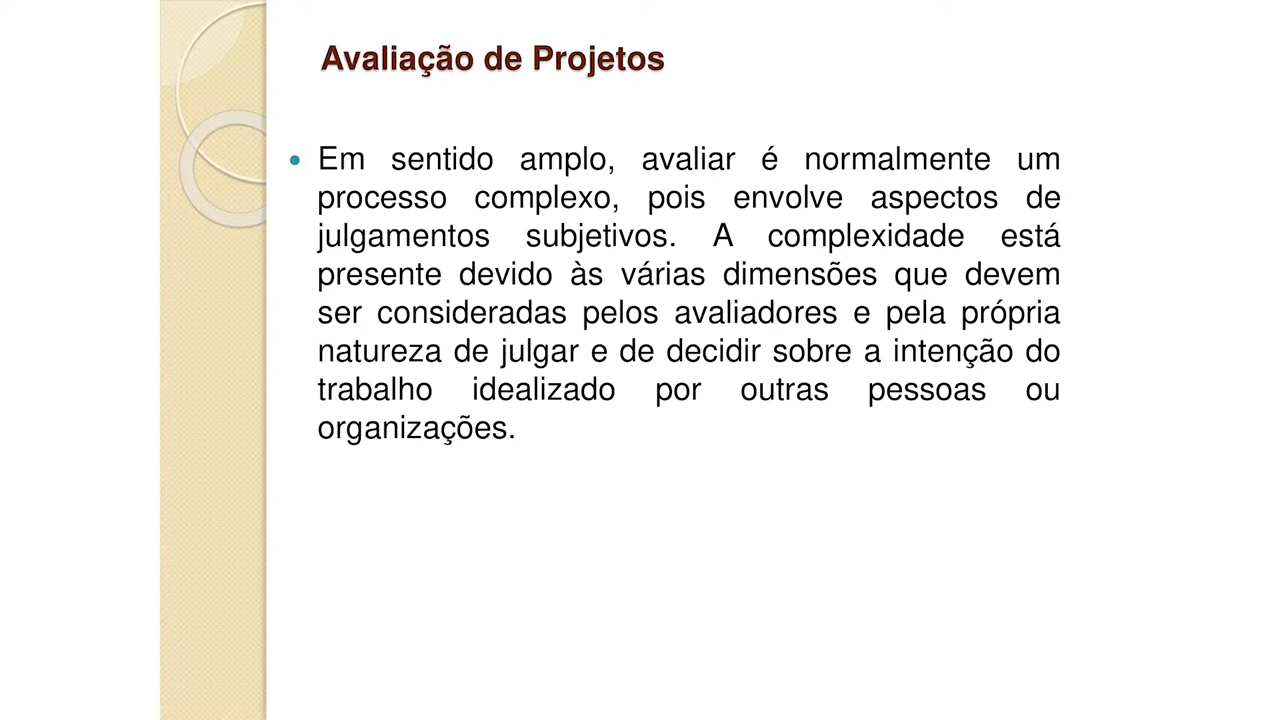 Avaliação de Projetos
• Em sentido amplo, avaliar é normalmente um
processo complexo, pois envolve aspectos de
julgamentos subjetivos. A complexidade está
presente devido às várias dimensões que devem
ser consideradas pelos avaliadores e pela própria
natureza de julgar e de decidir sobre a intenção do
trabalho idealizado por outras pessoas ou
organizações.